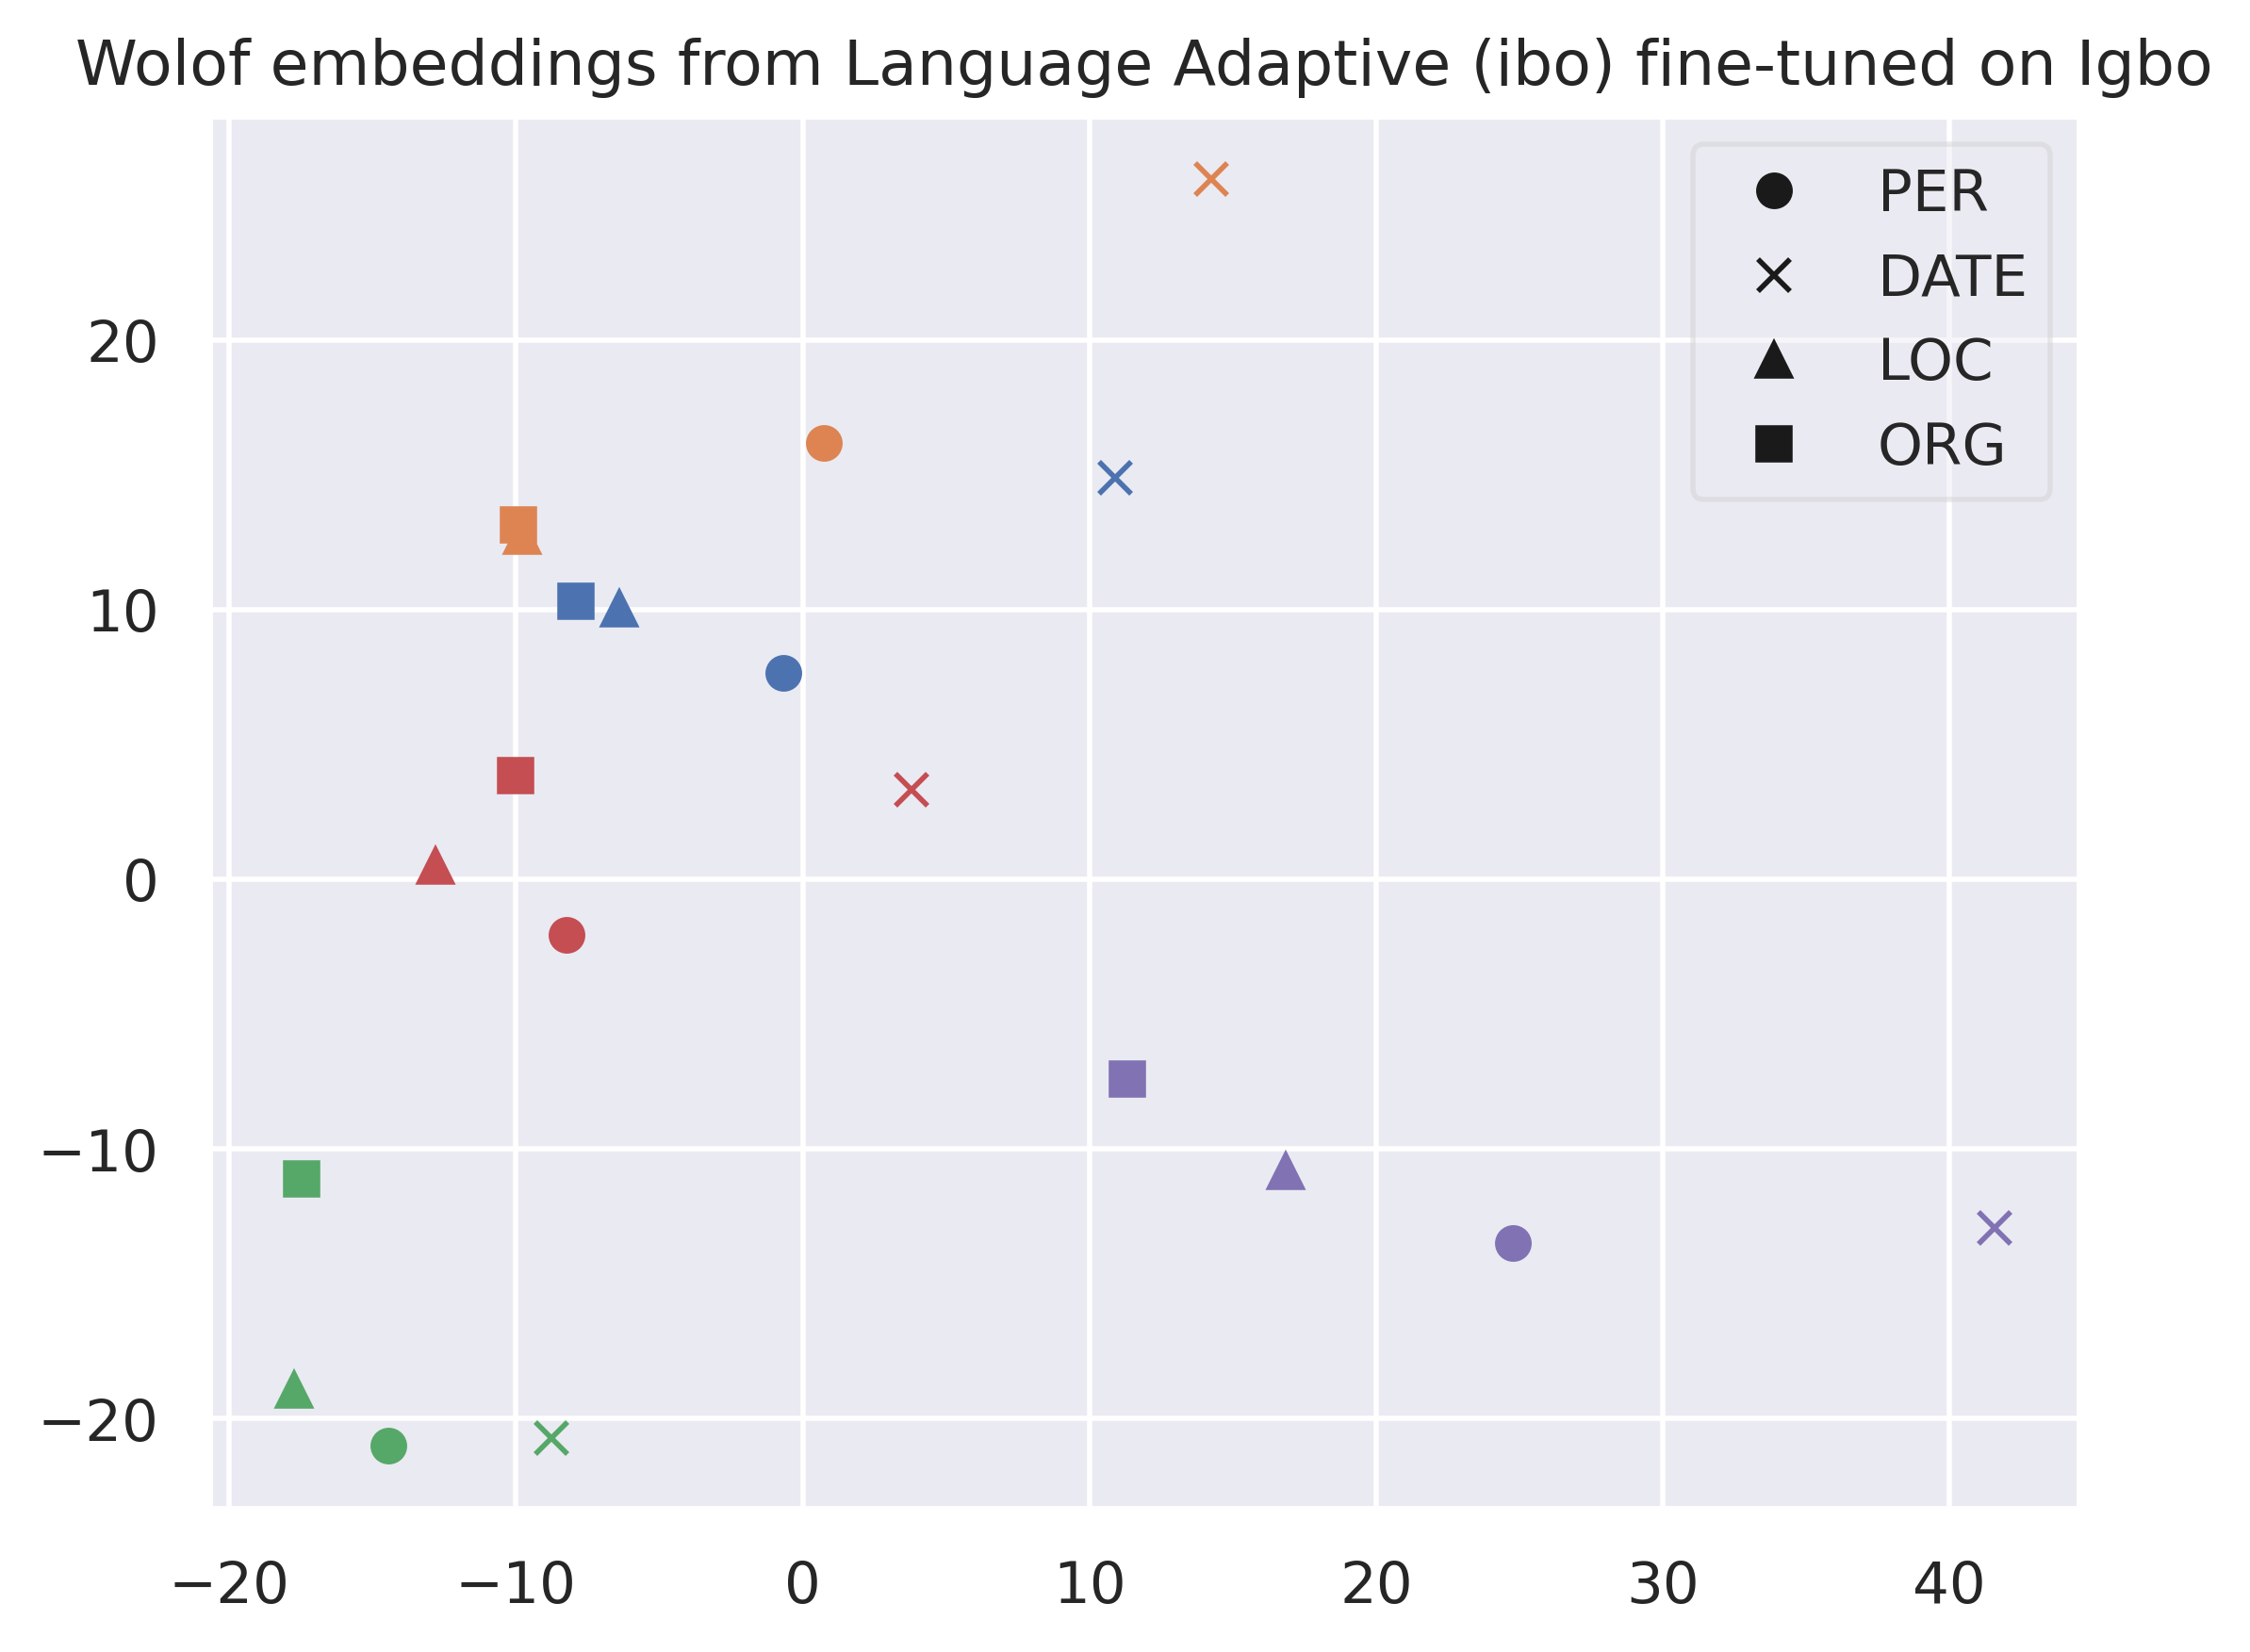 Wolof embeddings from Language Adaptive (ibo) fine-tuned on Igbo
PER
DATE
LOC
ORG
20
10
0
−10
−20
−20 −10 0 10 20 30 40